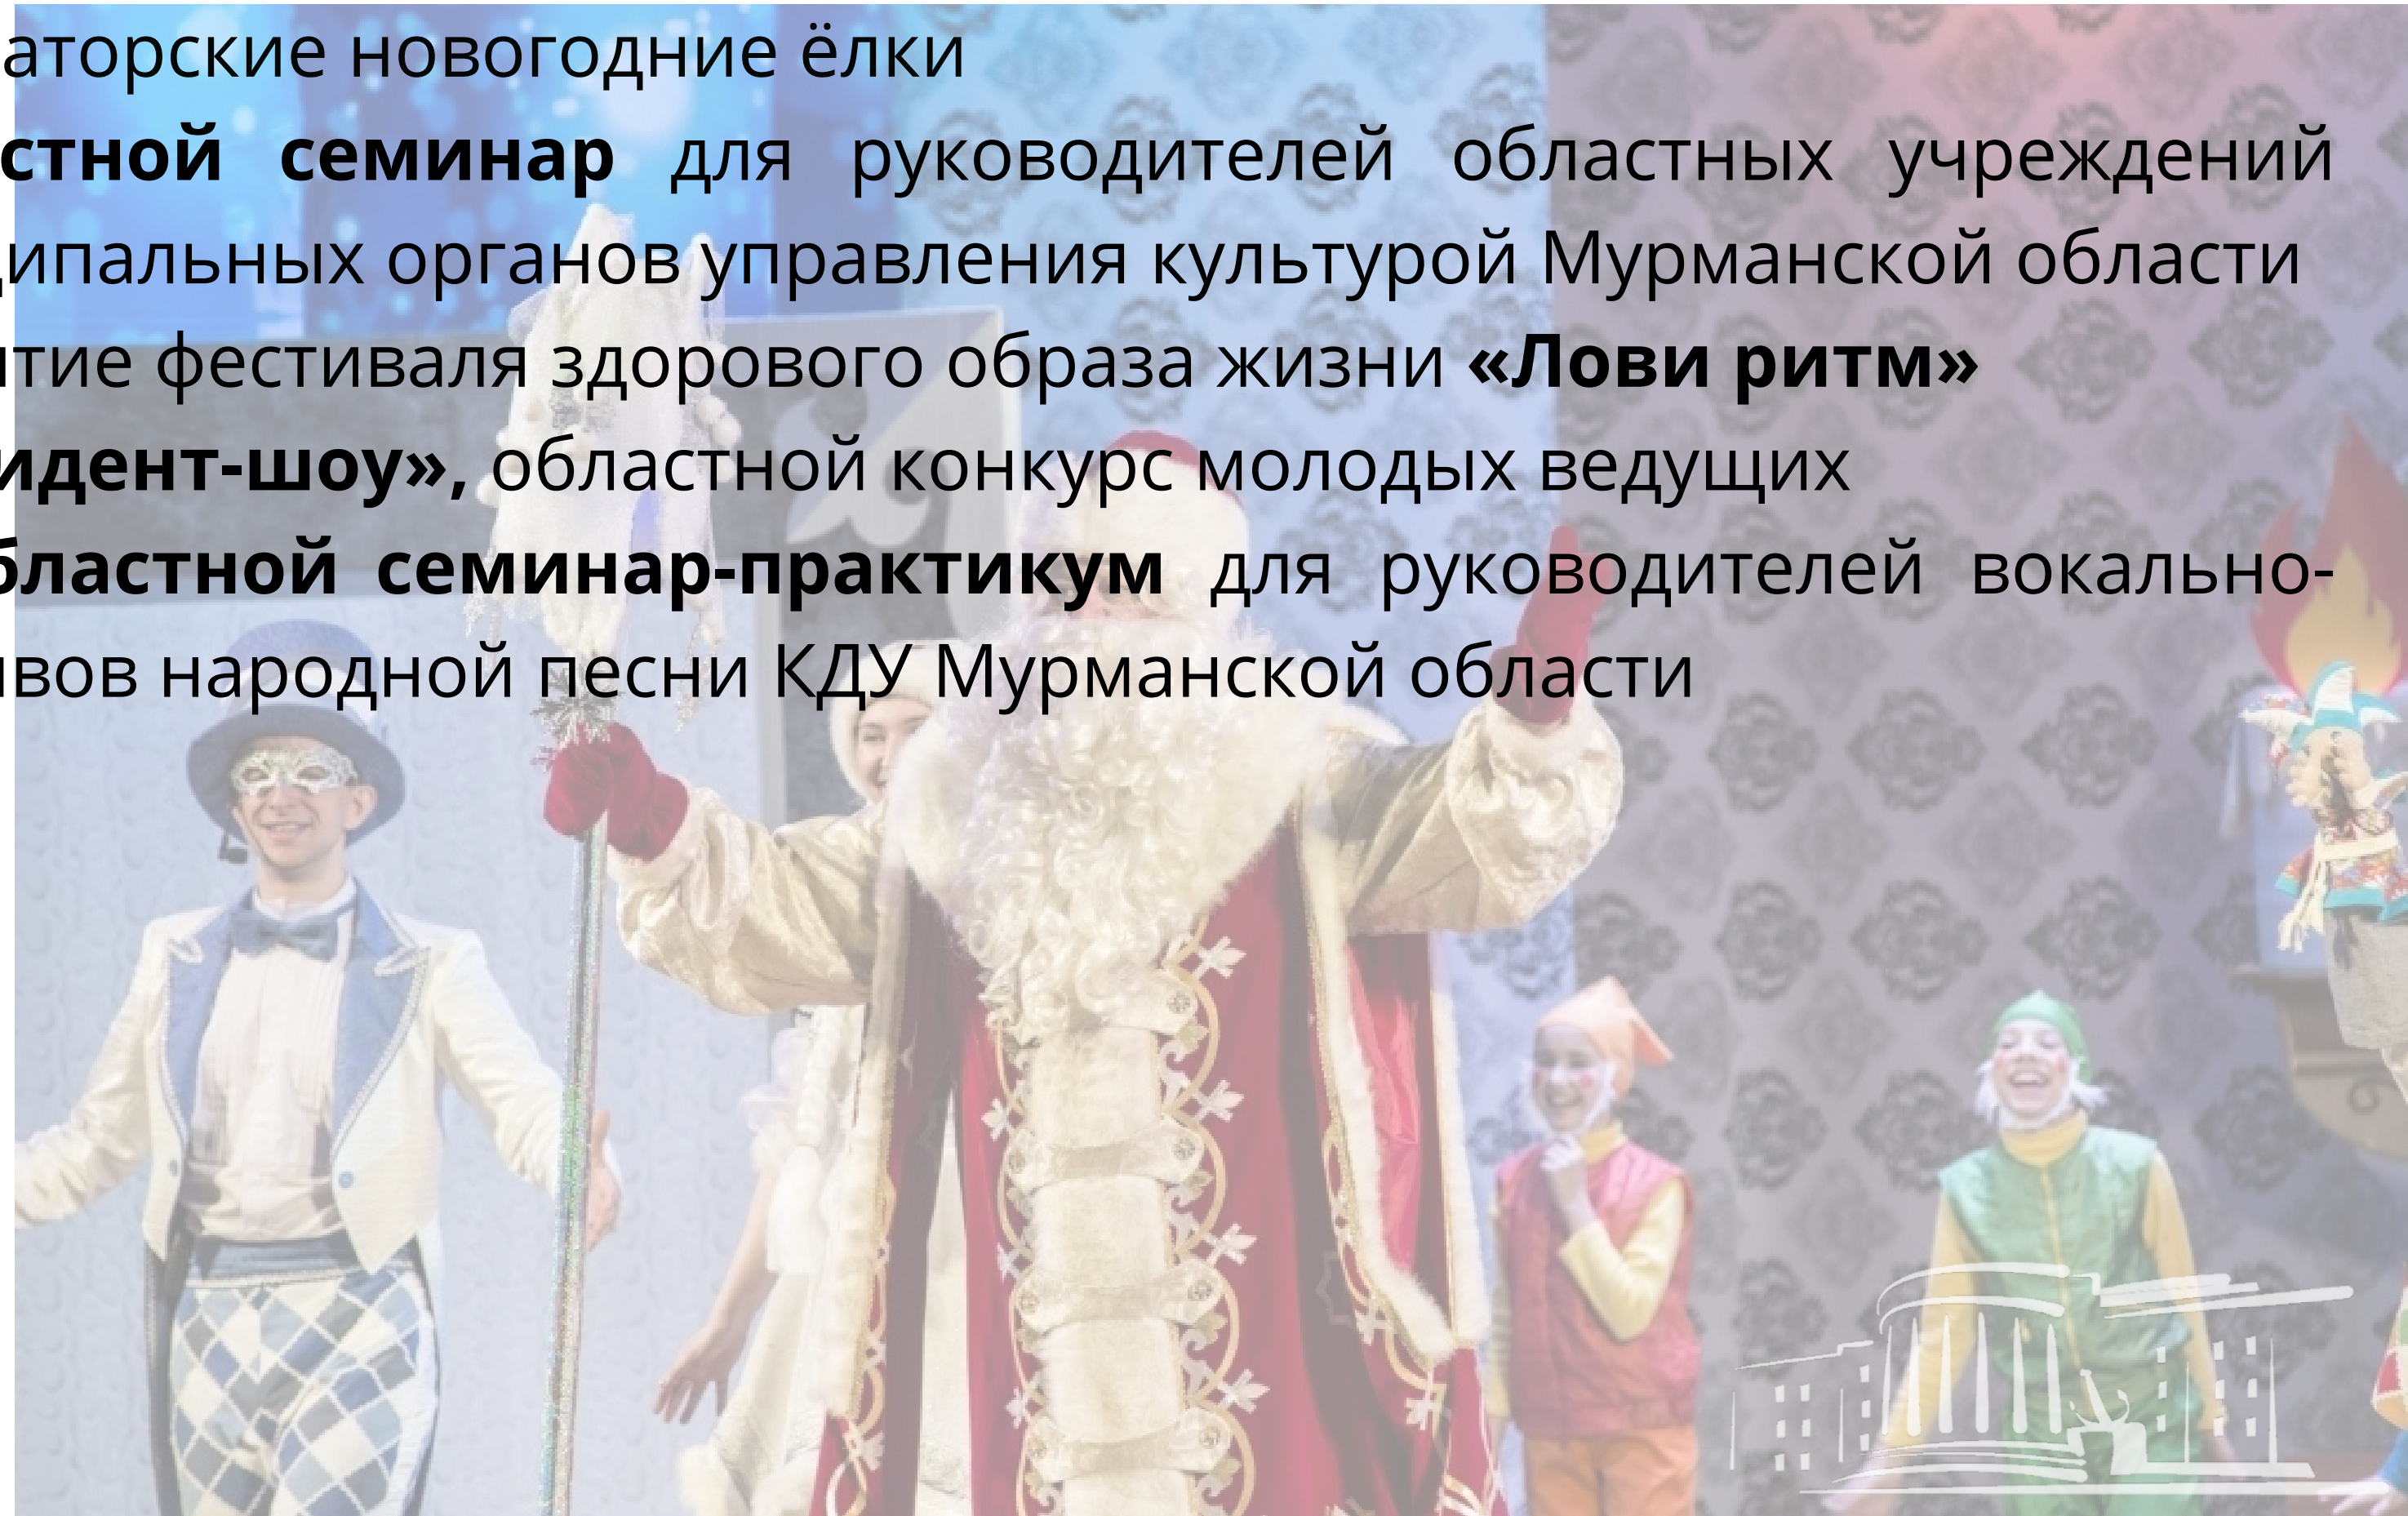 аторские новогодние ёлки
стной семинар для руководителей областных учреждений
ципальных органов управления культурой Мурманской области
тие фестиваля здорового образа жизни «Лови ритм»
идент-шоу», областной конкурс молодых ведущих
бластной семинар-практикум для руководителей вокально-
ивов народной песни КДУ Мурманской области